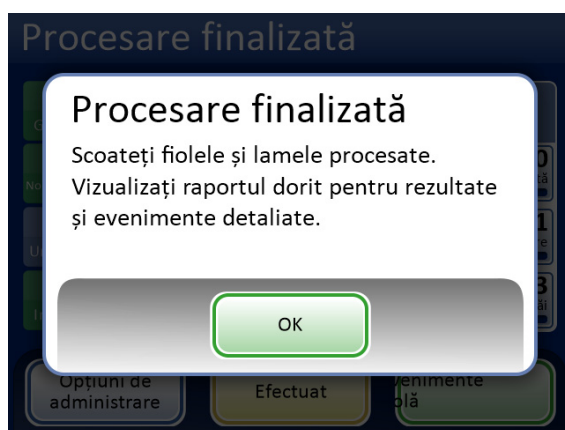 Procesare finalizată
Procesare finalizată
Scoateți fiolele și lamele procesate.
Vizualizați raportul dorit pentru rezultate
și evenimente detaliate.
OK
Opțiuni de
administrare
Efectuat